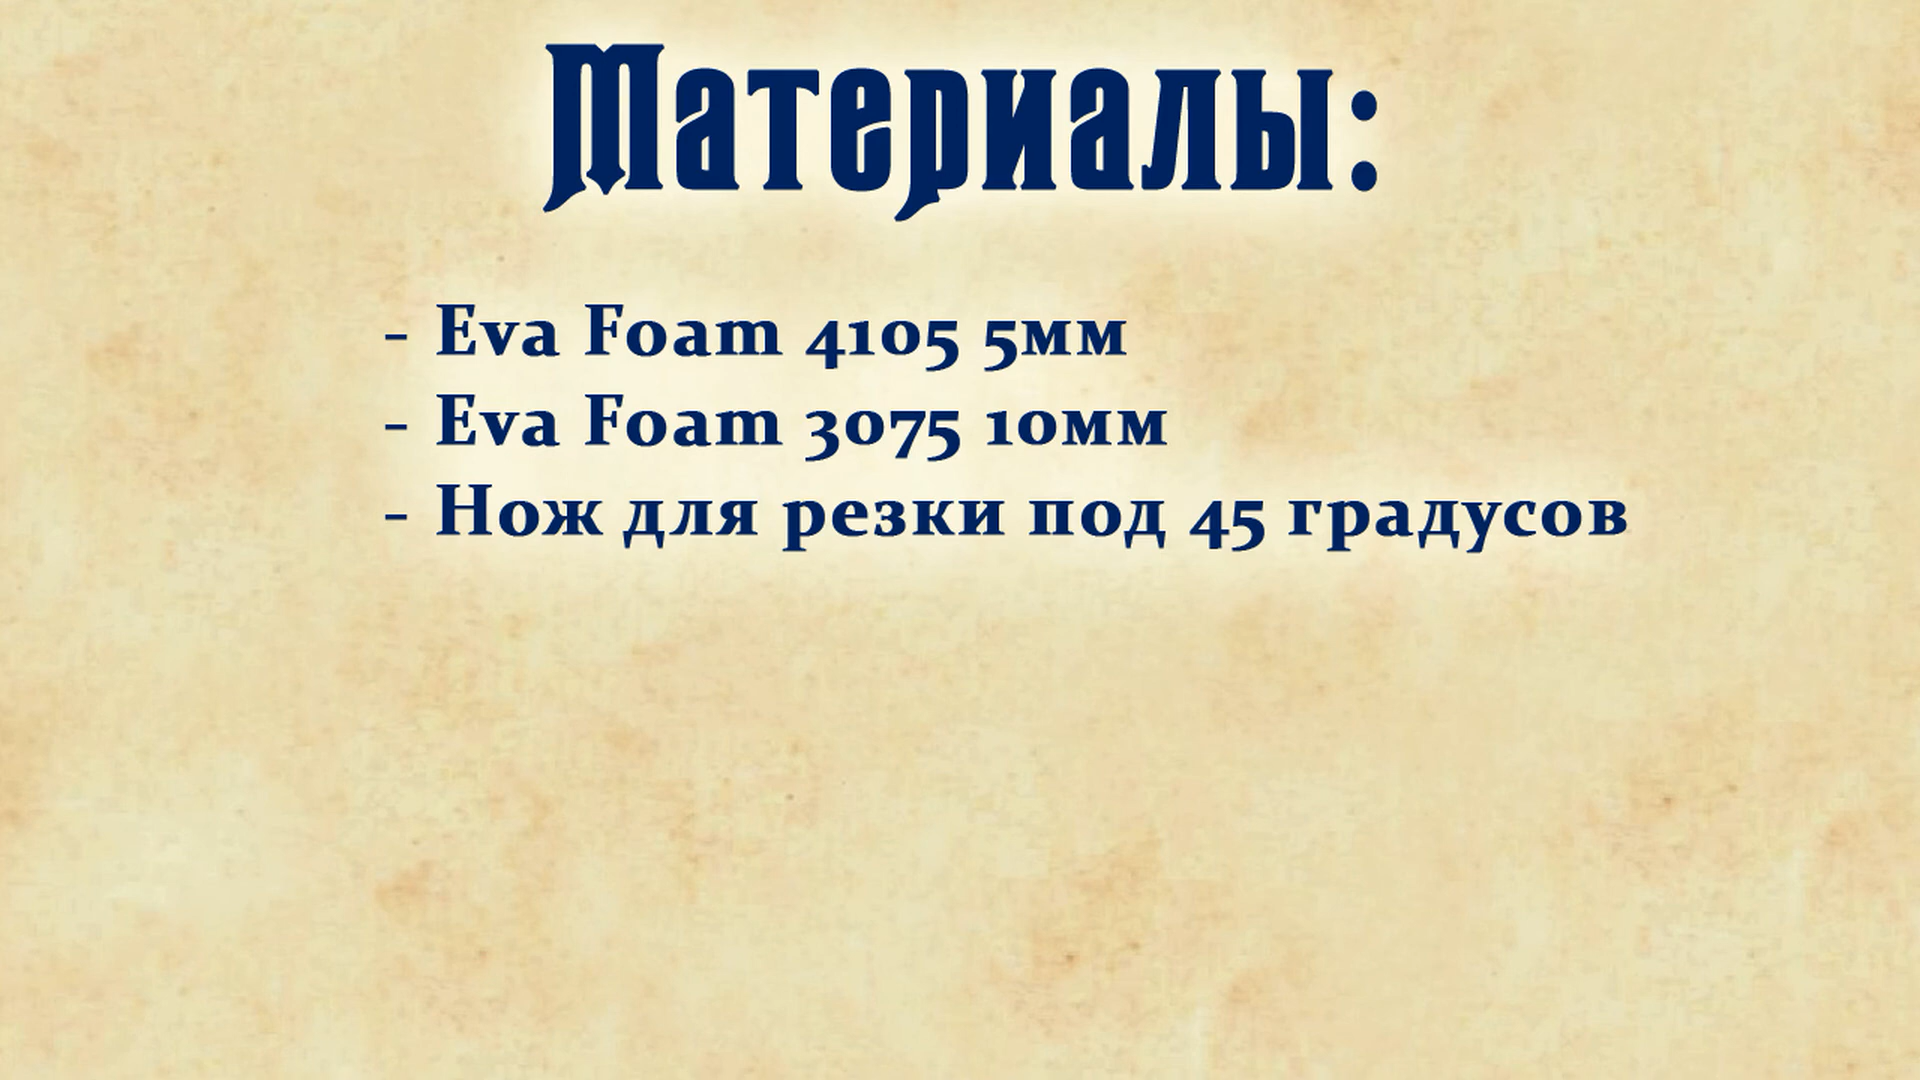 Материалы:
- Eva Foam 4105 5мм
- Eva Foam 3075 10мм
- Нож для резки под 45 градусов